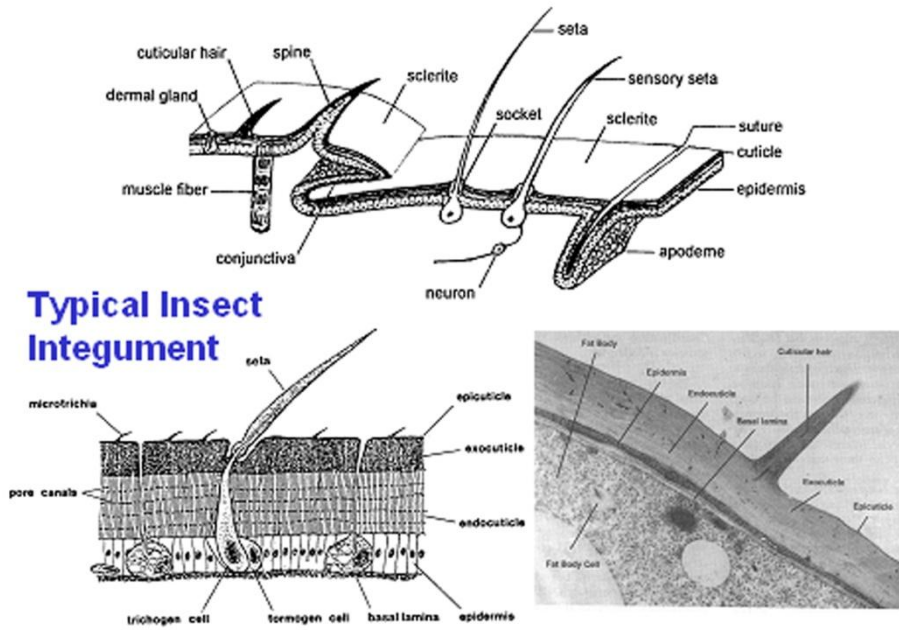 seta
cuticular hair
spine
sclerite
sensory seta
dermal gland
socket
sclerite
suture
cuticle
muscle fiber
epidermis
conjunctiva
apodeme
neuron
Typical Insect
Integument
seta
microtrichia
epicuticle
exocuticle
pore canals
endocuticle
trichogen cell
tormogen cell
basal lamina
epidermis
Fat Body
Cuticular hair
Epidermis
Endocuticle
Basal lamina
Exocuticle
Epicuticle
Fat Body Cell